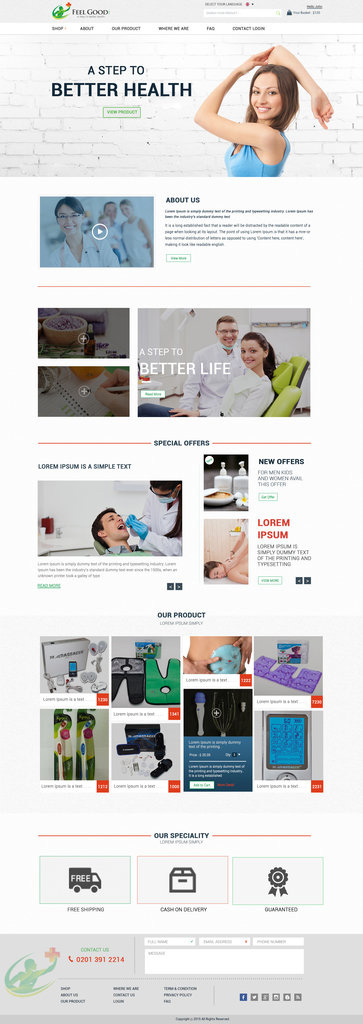 FEEL GOOD
SELECT YOUR LANGUAGE
Hello John
Your Basket
SHOP
ABOUT
OUR PRODUCT
WHERE WE ARE
FAQ
CONTACT LOGIN
A STEP TO
BETTER HEALTH
VIEW PRODUCT
ABOUT US
Lorem Ipsum is simply dummy text of the printing and typesetting industry. Lorem Ipsum has
been the industry's standard dummy text
It is a long established fact that a reader will be distracted by the readable content of a
page when looking at its layout. The point of using Lorem Ipsum is that it has a more-or
less normal distribution of letters as opposed to using 'Content here, content here',
making it look like readable english.
View More
A STEP TO
BETTER LIFE
Read More
SPECIAL OFFERS
LOREM IPSUM IS A SIMPLE TEXT
Lorem Ipsum is simply dummy text of the printing and typesetting industry. Lorem
Ipsum has been the industry's standard dummy text ever since the 1500s, when an
unknown printer took a galley of type
READ MORE
NEW OFFERS
FOR MEN KIDS
AND WOMEN AVAIL
THIS OFFER
Get Offer
LOREM
IPSUM
LOREM IPSUM IS
SIMPLY DUMMY TEXT
OF THE PRINTING AND
TYPESETTING
VIEW MORE
OUR PRODUCT
LOREM IPSUM SIMPLY
Lorem Ipsum is a text ...
1230
Lorem Ipsum is a text ...
1341
Lorem Ipsum is a text ...
1222
Lorem Ipsum is a text ...
7230
Lorem Ipsum is a text ...
1213
Lorem Ipsum is a text ...
1000
Lorem Ipsum is simply dummy
text of the printing
Qty
1
Lorem Ipsum is simply dummy
text of the printing and
typesetting industry. Lorem
Ipsum has been the industry's
Add to Cart
Lorem Ipsum is a text ...
1231
OUR SPECIALITY
LOREM IPSUM SIMPLY
FREE
FREE SHIPPING
CASH ON DELIVERY
GUARANTEED
CONTACT US
0201 391 2214
FULL NAME
EMAIL ADDRESS
PHONE NUMBER
MESSAGE
SHOP
ABOUT US
OUR PRODUCT
WHERE WE ARE
CONTACT US
LOGIN
TERM & CONDITION
PRIVACY POLICY
FAQ
Copyright @ 2015 All Rights Reserved.